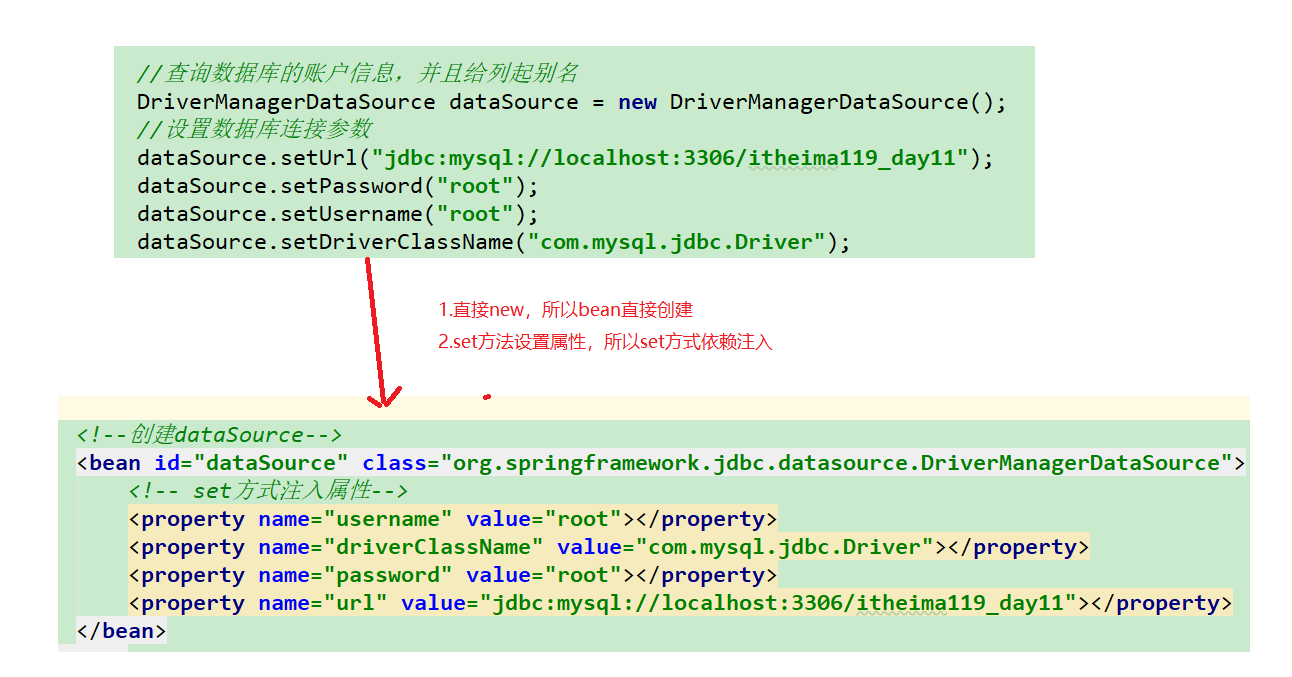 //查询数据库的账户信息，并且给列起别名
DriverManagerDataSource dataSource = new DriverManagerDataSource();
//设置数据库连接参数
dataSource.setUrl("jdbc:mysql://localhost:3306/itheima119_day11");
dataSource.setPassword("root");
dataSource.setUsername("root");
dataSource.setDriverClassName("com.mysql.jdbc.Driver");
1.直接new，所以bean直接创建
2.set方法设置属性，所以set方式依赖注入
<!--创建dataSource-->
<bean id="dataSource" class="org.springframework.jdbc.datasource.DriverManagerDataSource">
<!-- set方式注入属性-->
<property name="username" value="root"></property>
<property name="driverClassName" value="com.mysql.jdbc.Driver"></property>
<property name="password" value="root"></property>
<property name="url" value="jdbc:mysql://localhost:3306/itheima119_day11"></property>
</bean>